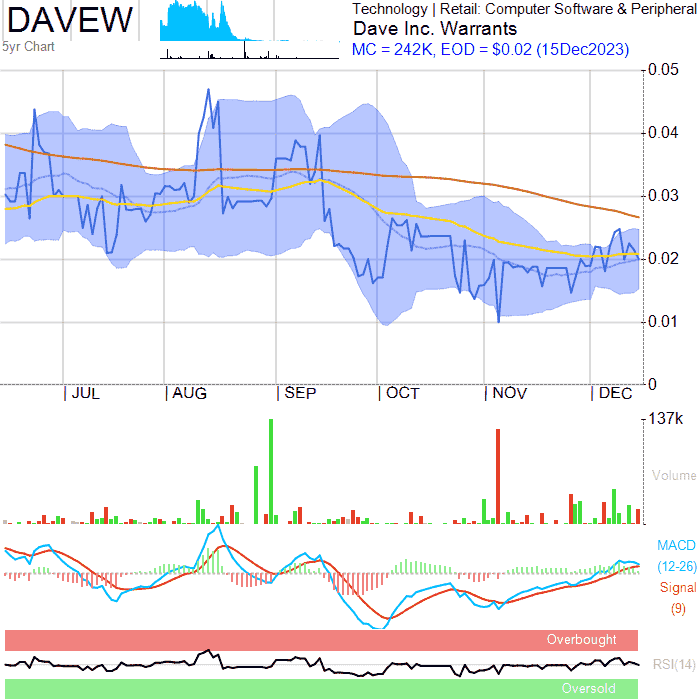 DAVEW
5yr Chart
Technology | Retail: Computer Software & Peripheral
Dave Inc. Warrants
MC = 242K, EOD = $0.02 (15Dec2023)
0.05
0.04
0.03
0.02
0.01
0
JUL AUG SEP OCT NOV DEC
137k
Volume
MACD
(12-26)
Signal
(9)
Overbought
RSI(14)
Oversold